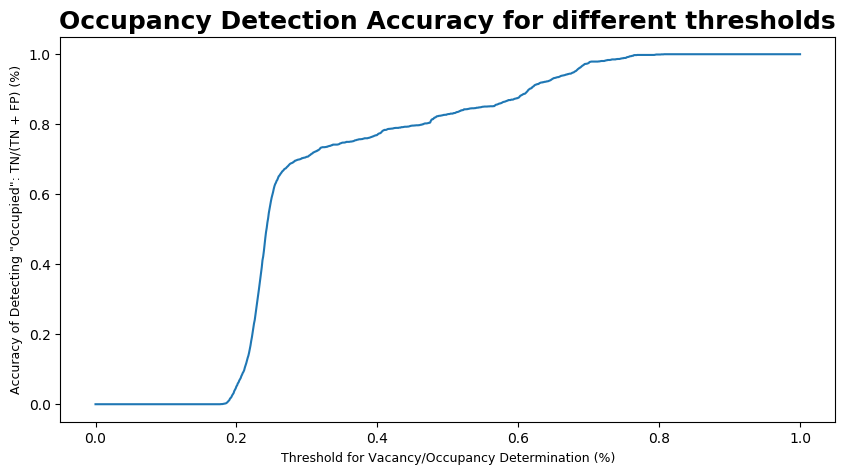 Occupancy Detection Accuracy for different thresholds
1.0
0.8
0.6
0.4
0.2
0.0
Accuracy of Detecting "Occupied": TN/(TN + FP) (%)
0.0 0.2 0.4 0.6 0.8 1.0
Threshold for Vacancy/Occupancy Determination (%)